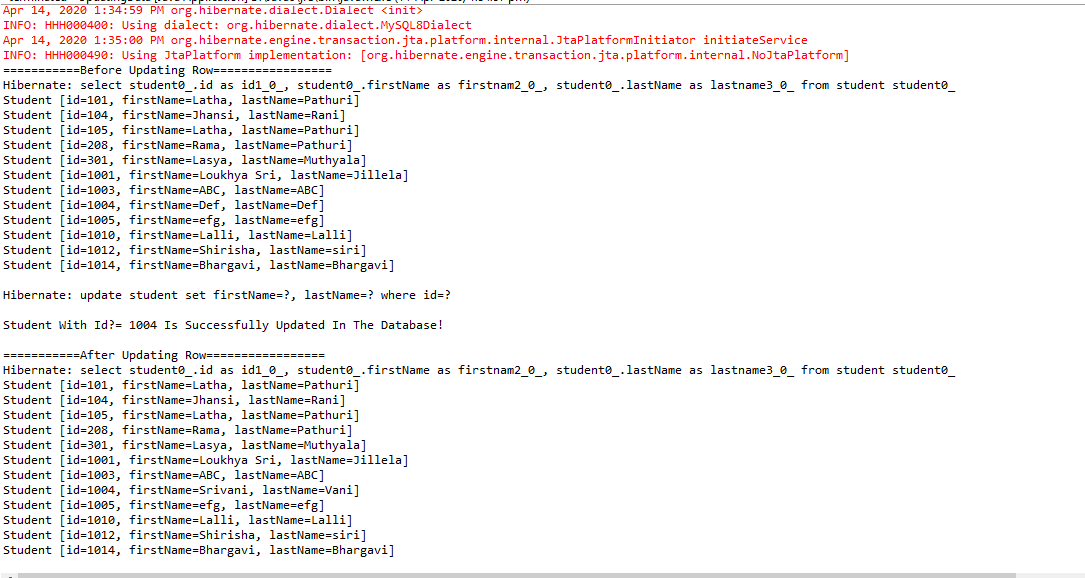 Apr 14, 2020 1:34:59 PM org.hibernate.dialect.Dialect <init>
INFO: HHH000400: Using dialect: org.hibernate.dialect.MySQL8Dialect
Apr 14, 2020 1:35:00 PM org.hibernate.engine.transaction.jta.platform.internal.JtaPlatformInitiator initiateService
INFO: HHH000490: Using JtaPlatform implementation: [org.hibernate.engine.transaction.jta.platform.internal.NoJtaPlatform]
===========Before Updating Row=================
Hibernate: select student0_.id as id1_0_, student0_.firstName as firstnam2_0_, student0_.lastName as lastname3_0_ from student student0_
Student [id=101, firstName=Latha, lastName=Pathuri]
Student [id=104, firstName=Jhansi, lastName=Rani]
Student [id=105, firstName=Latha, lastName=Pathuri]
Student [id=208, firstName=Rama, lastName=Pathuri]
Student [id=301, firstName=Lasya, lastName=Muthyala]
Student [id=1001, firstName=Loukhya Sri, lastName=Jillela]
Student [id=1003, firstName=ABC, lastName=ABC]
Student [id=1004, firstName=Def, lastName=Def]
Student [id=1005, firstName=efg, lastName=efg]
Student [id=1010, firstName=Lalli, lastName=Lalli]
Student [id=1012, firstName=Shirisha, lastName=siri]
Student [id=1014, firstName=Bhargavi, lastName=Bhargavi]
Hibernate: update student set firstName=?, lastName=? where id=?
Student With Id?= 1004 Is Successfully Updated In The Database!
===========After Updating Row=================
Hibernate: select student0_.id as id1_0_, student0_.firstName as firstnam2_0_, student0_.lastName as lastname3_0_ from student student0_
Student [id=101, firstName=Latha, lastName=Pathuri]
Student [id=104, firstName=Jhansi, lastName=Rani]
Student [id=105, firstName=Latha, lastName=Pathuri]
Student [id=208, firstName=Rama, lastName=Pathuri]
Student [id=301, firstName=Lasya, lastName=Muthyala]
Student [id=1001, firstName=Loukhya Sri, lastName=Jillela]
Student [id=1003, firstName=ABC, lastName=ABC]
Student [id=1004, firstName=Srivani, lastName=Vani]
Student [id=1005, firstName=efg, lastName=efg]
Student [id=1010, firstName=Lalli, lastName=Lalli]
Student [id=1012, firstName=Shirisha, lastName=siri]
Student [id=1014, firstName=Bhargavi, lastName=Bhargavi]